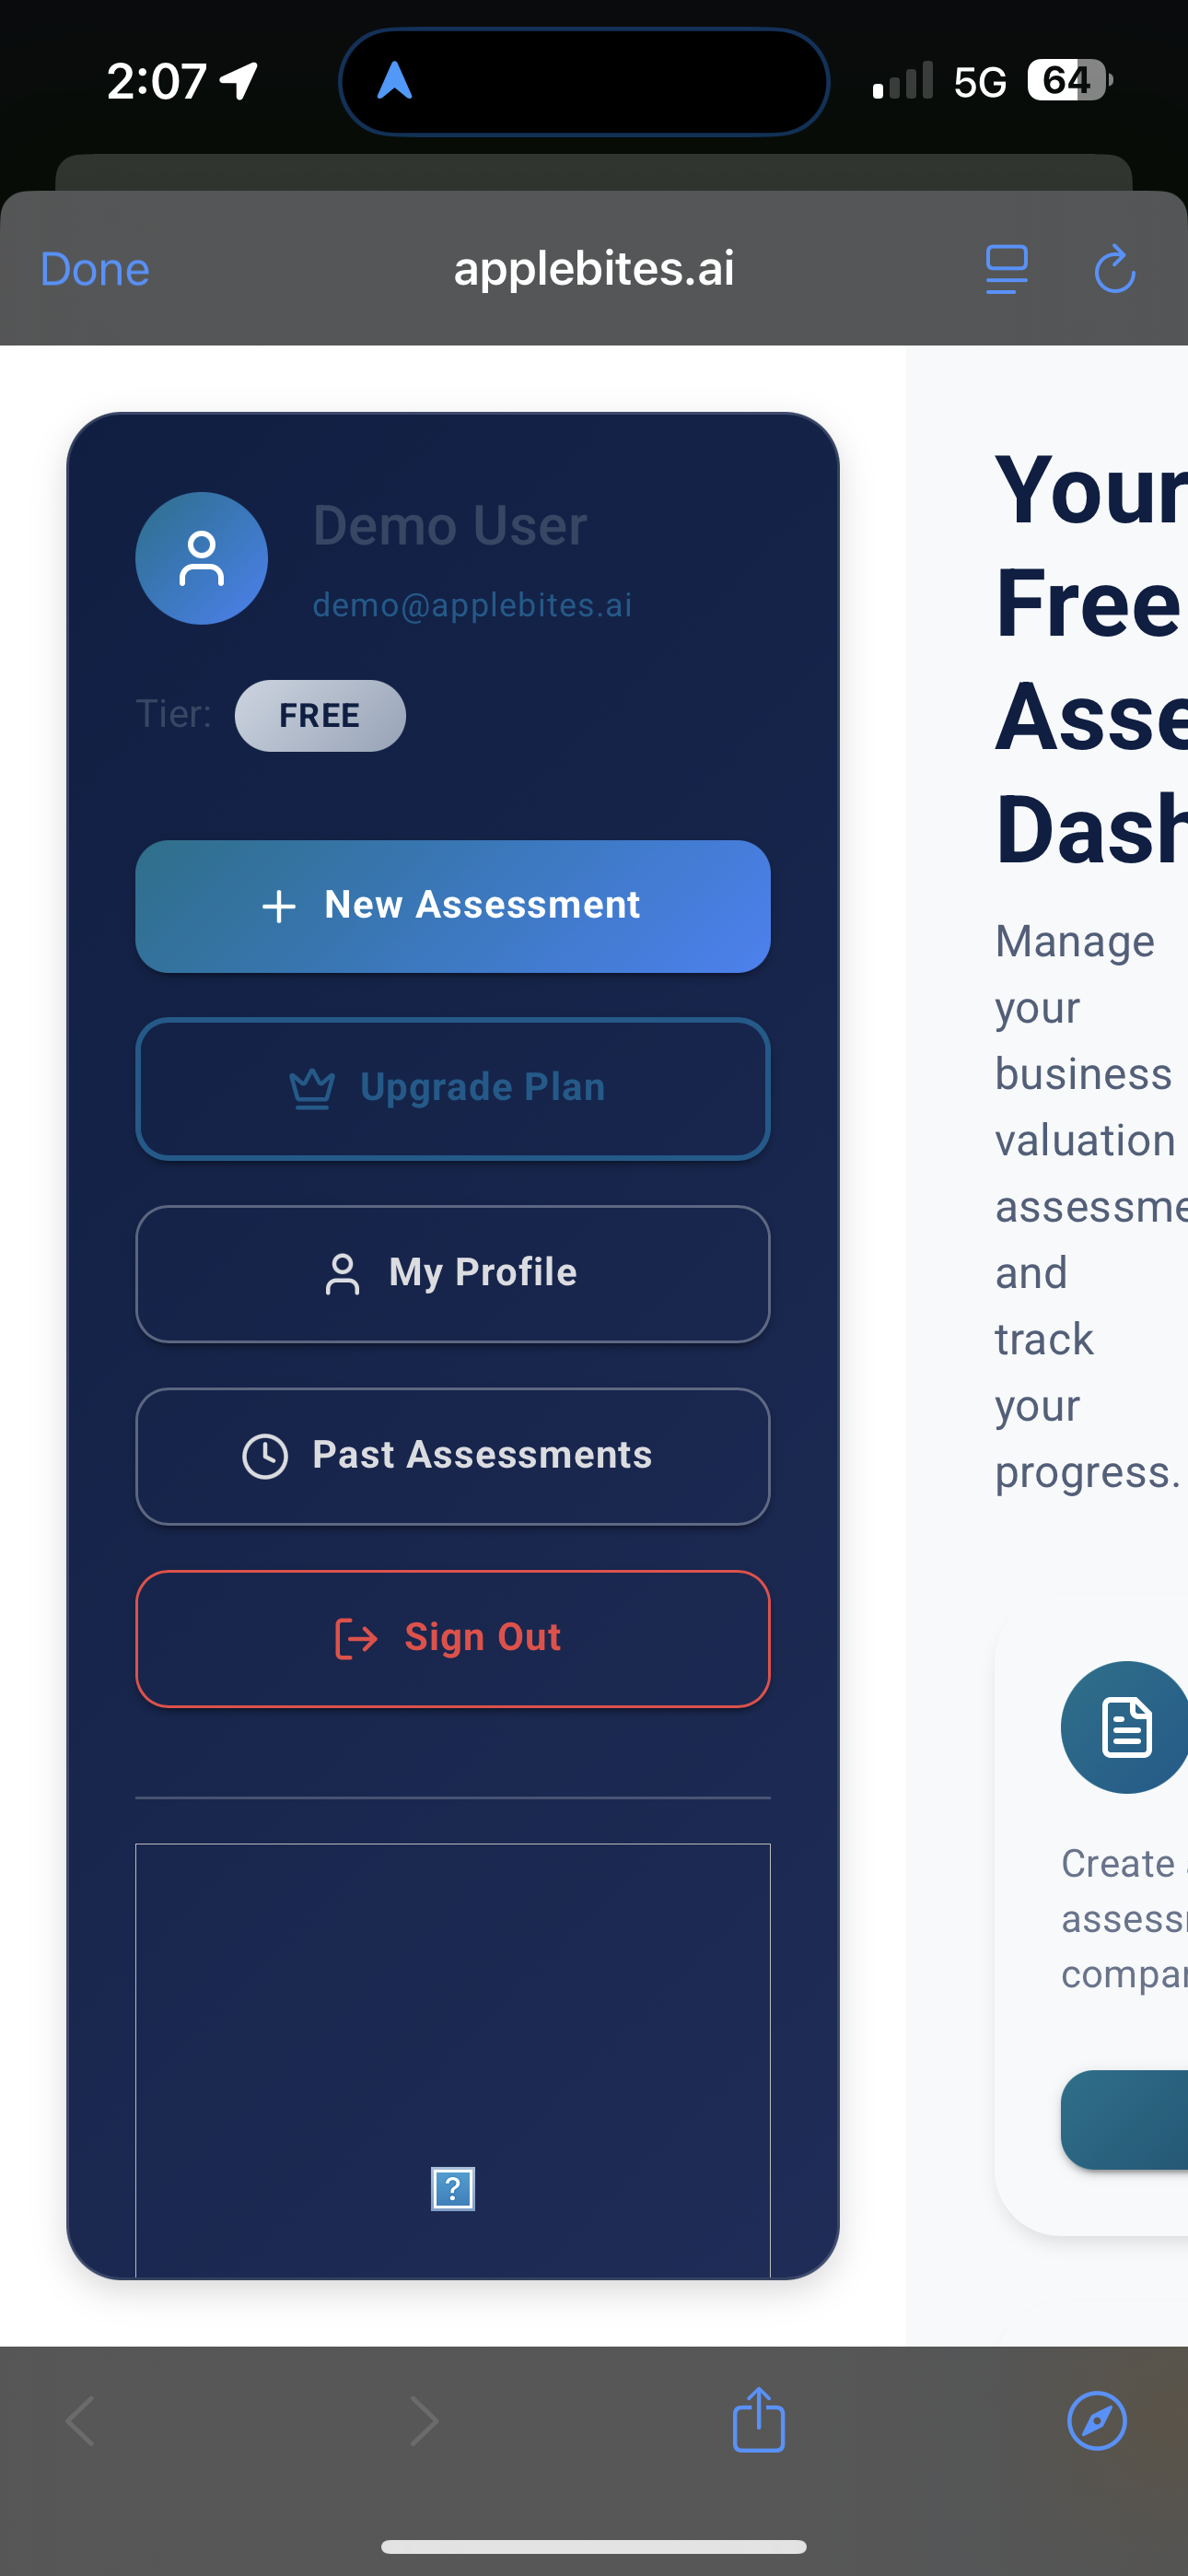 2:07
5G
64
Done
applebites.ai
Demo User
demo@applebites.ai
Tier:
FREE
New Assessment
Upgrade Plan
My Profile
Past Assessments
Sign Out
?
Your
Free
Asse
Dash
Manage
your
business
valuation
assessme
and
track
your
progress.
Create
assess
compar